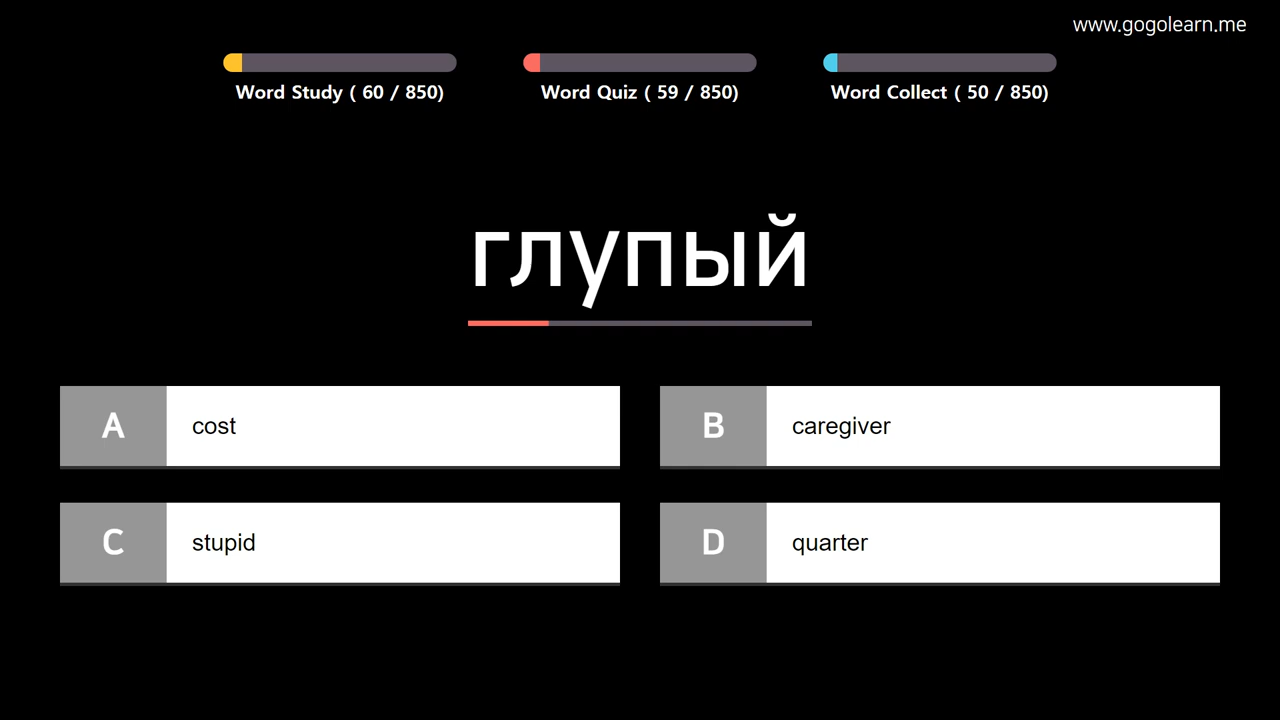 www.gogolearn.me
Word Study ( 60 / 850)
Word Quiz ( 59 / 850)
Word Collect ( 50 / 850)
глупый
A cost
B caregiver
C stupid
D quarter